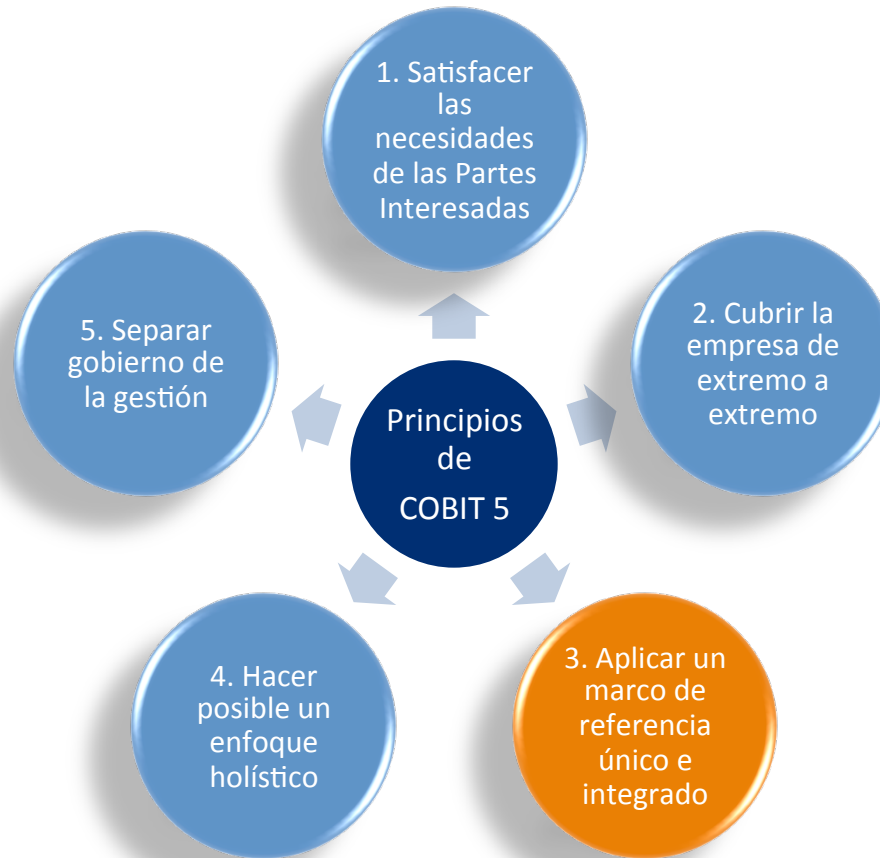 1. Satisfacer
las
necesidades
de las Partes
Interesadas
2. Cubrir la
empresa de
extremo a
extremo
3. Aplicar un
marco de
referencia
único e
integrado
4. Hacer
posible un
enfoque
holístico
5. Separar
gobierno de
la gestión
Principios
de
COBIT 5